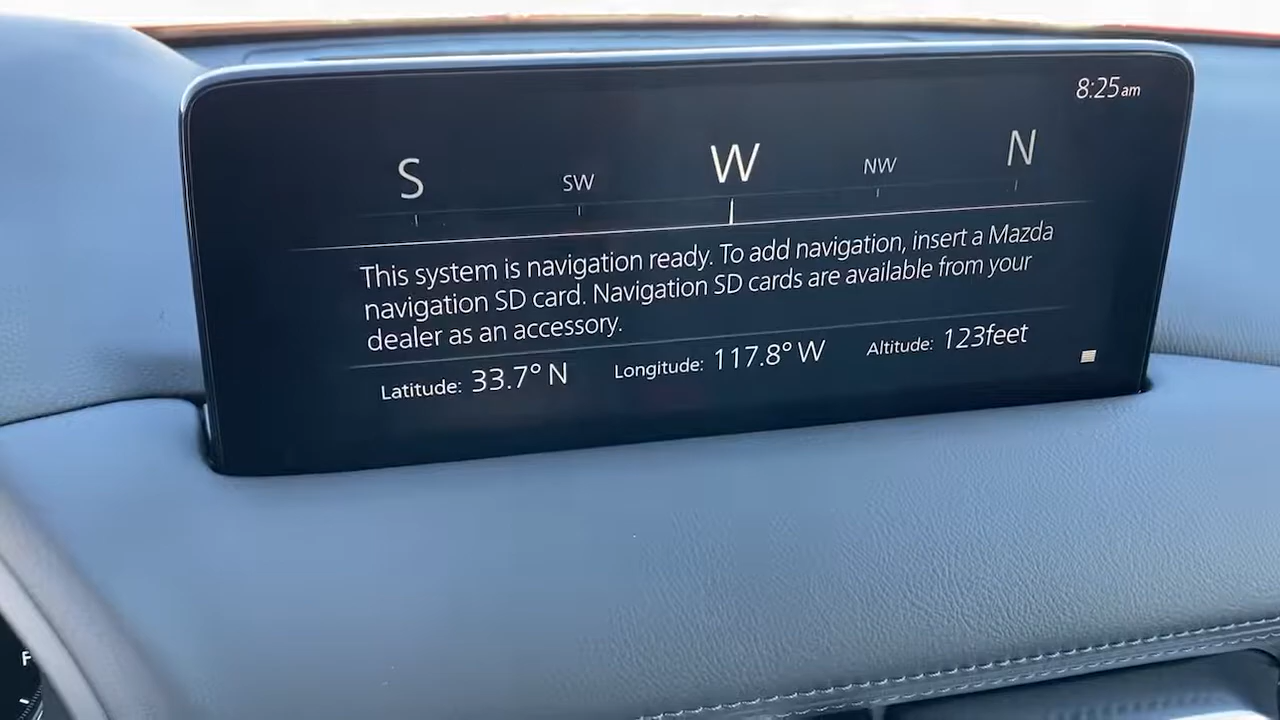 8:25am
S SW W NW N
This system is navigation ready. To add navigation, insert a Mazda
navigation SD card. Navigation SD cards are available from your
dealer as an accessory.
Latitude: 33.7° N Longitude: 117.8° W Altitude: 123feet
F